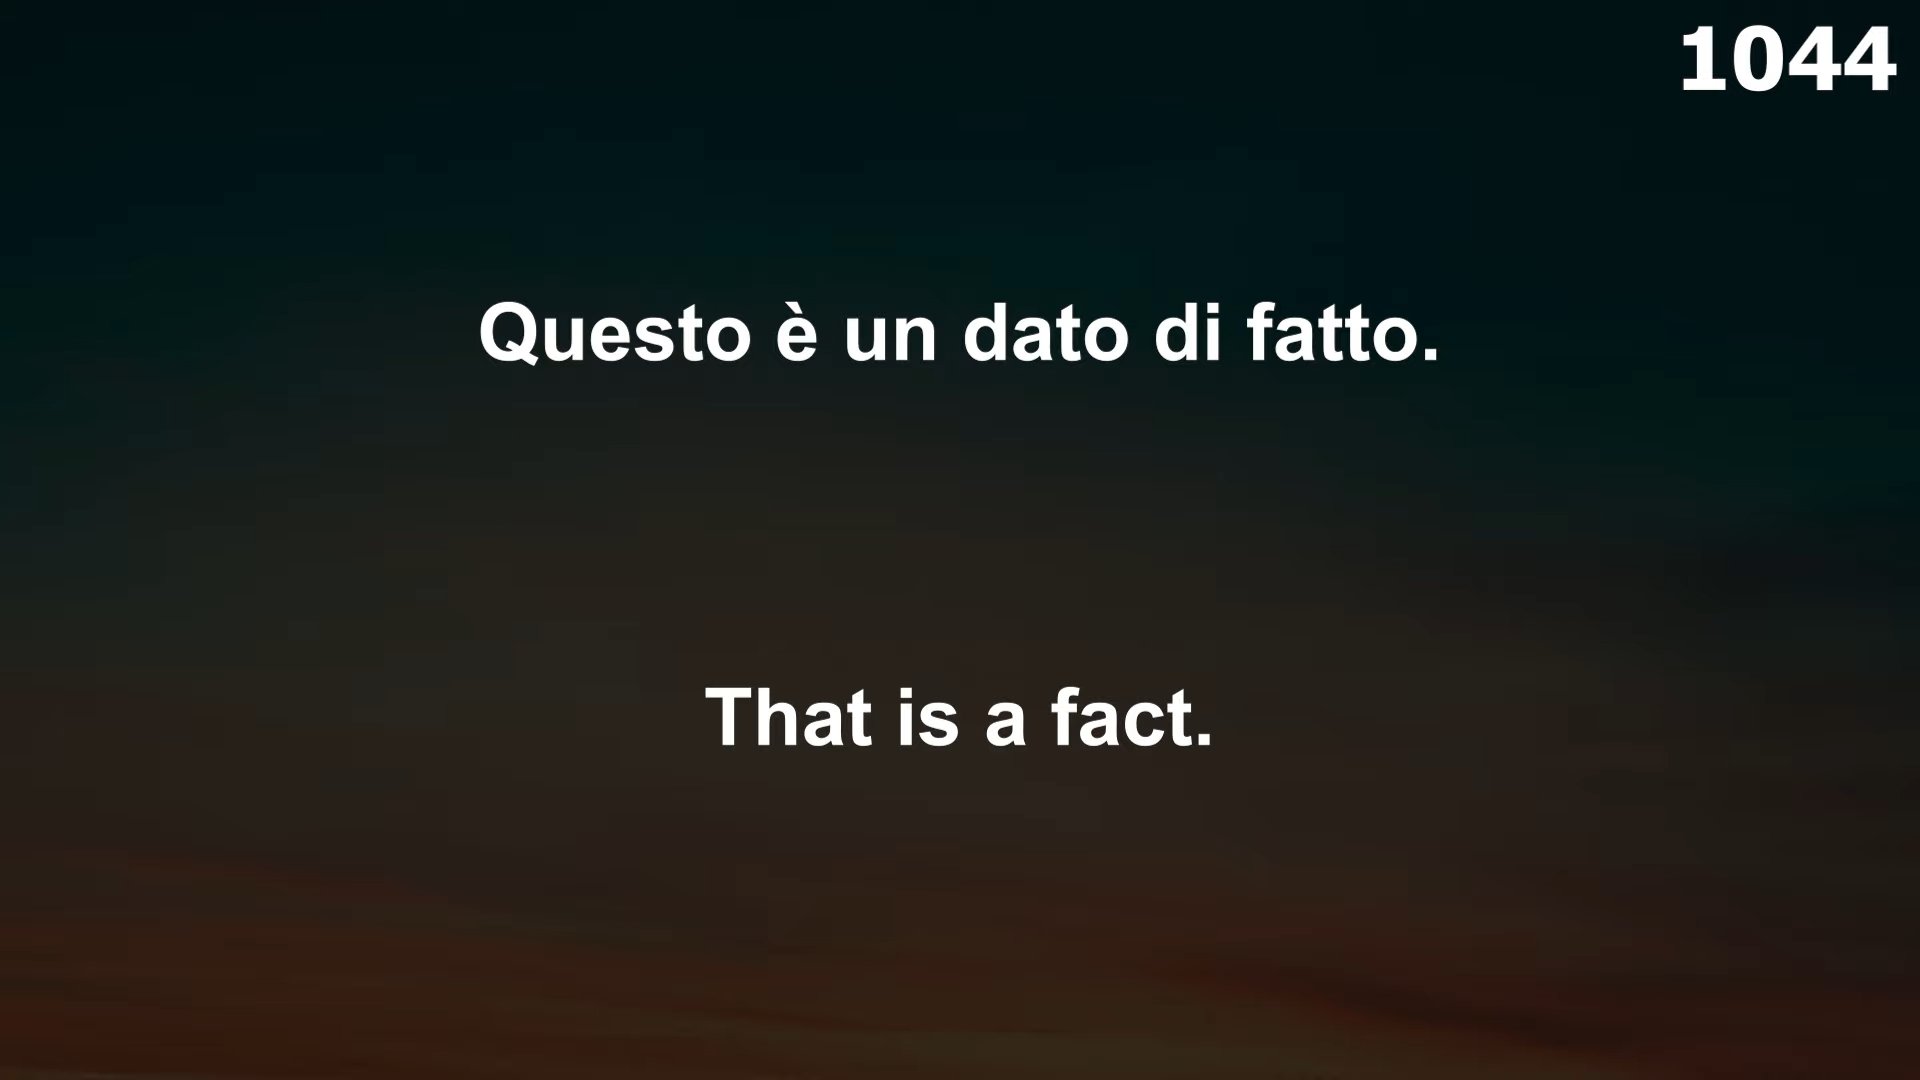 1044
Questo è un dato di fatto.
That is a fact.